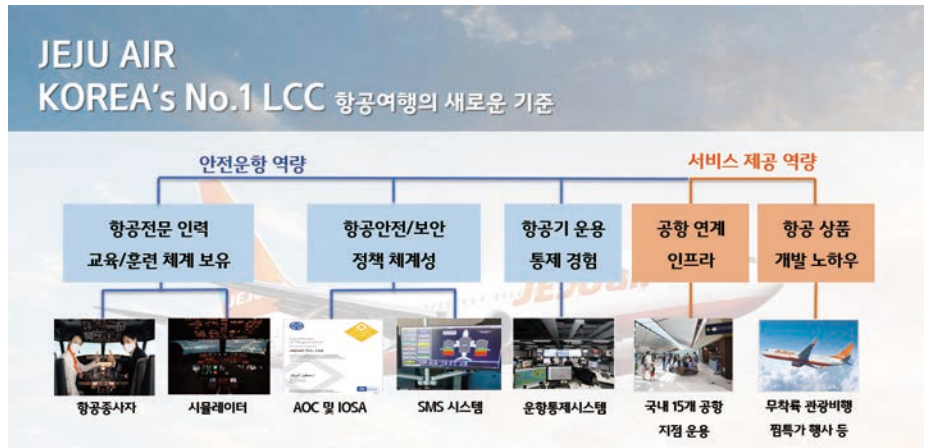 JEJU AIR
KOREA's No.1 LCC 항공여행의 새로운 기준
안전운항 역량
서비스 제공 역량
항공전문 인력
교육/훈련 체계 보유
항공안전/보안
정책 체계성
항공기 운용
통제 경험
공항 연계
인프라
항공 상품
개발 노하우
JEJUair
항공종사자
시뮬레이터
AOC 및 IOSA
SMS 시스템
운항통제시스템
국내 15개 공항
지점 운용
무착륙 관광비행
찜특가 행사 등